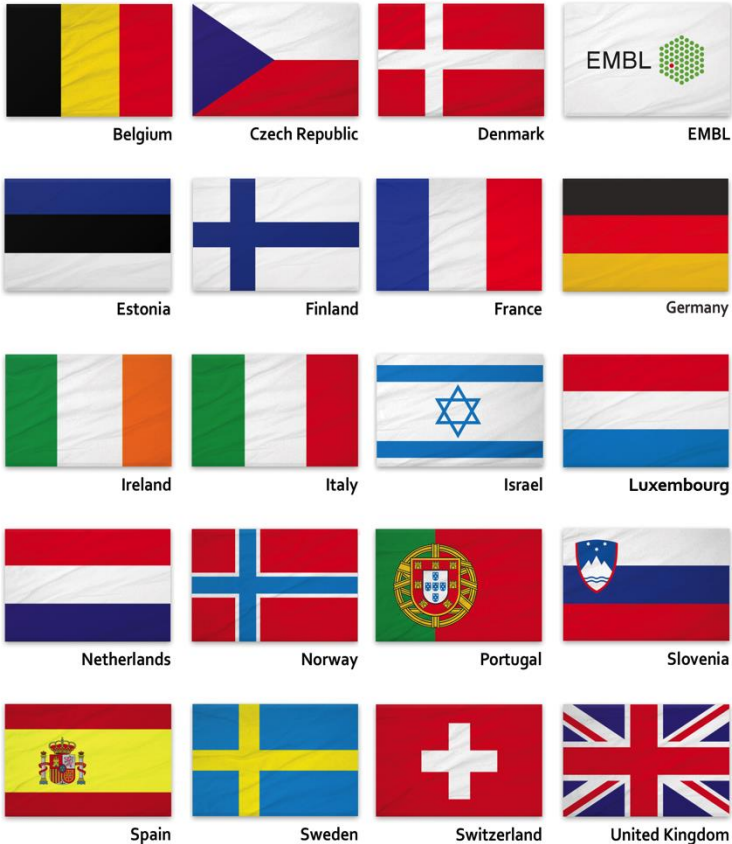 Belgium
Czech Republic
Denmark
EMBL
EMBL
Estonia
Finland
France
Germany
Ireland
Italy
Israel
Luxembourg
Netherlands
Norway
Portugal
Slovenia
Spain
Sweden
Switzerland
United Kingdom